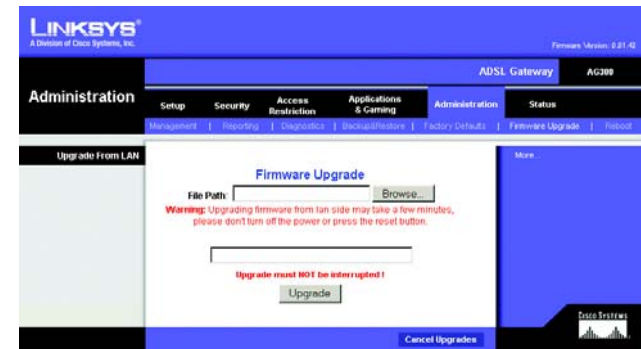 LINKSYS®
A Division of Cisco Systems, Inc.
Firmware Version: 0.01.42
ADSL Gateway AG300
Administration
Setup Security Access Restriction Applications & Gaming Administration Status
Management | Reporting | Diagnostics | Backup&Restore | Factory Defaults | Firmware Upgrade | Reboot
Upgrade From LAN
More...
Firmware Upgrade
File Path: Browse...
Warning: Upgrading firmware from lan side may take a few minutes,
please don't turn off the power or press the reset button.
Upgrade must NOT be interrupted !
Upgrade
Cancel Upgrades
CISCO SYSTEMS